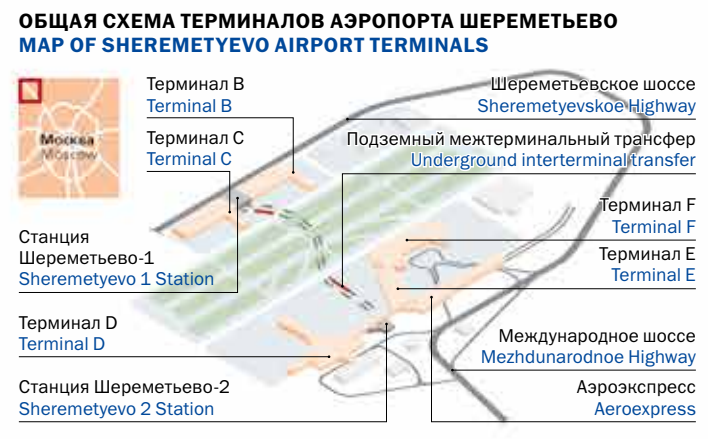 ОБЩАЯ СХЕМА ТЕРМИНАЛОВ АЭРОПОРТА ШЕРЕМЕТЬЕВО
MAP OF SHEREMETYEVO AIRPORT TERMINALS
Москва
Moscow
Терминал B
Terminal B
Терминал C
Terminal C
Станция
Шереметьево-1
Sheremetyevo 1 Station
Терминал D
Terminal D
Станция Шереметьево-2
Sheremetyevo 2 Station
Шереметьевское шоссе
Sheremetyevskoe Highway
Подземный межтерминальный трансфер
Underground interterminal transfer
Терминал F
Terminal F
Терминал E
Terminal E
Международное шоссе
Mezhdunarodnoe Highway
Аэроэкспресс
Aeroexpress